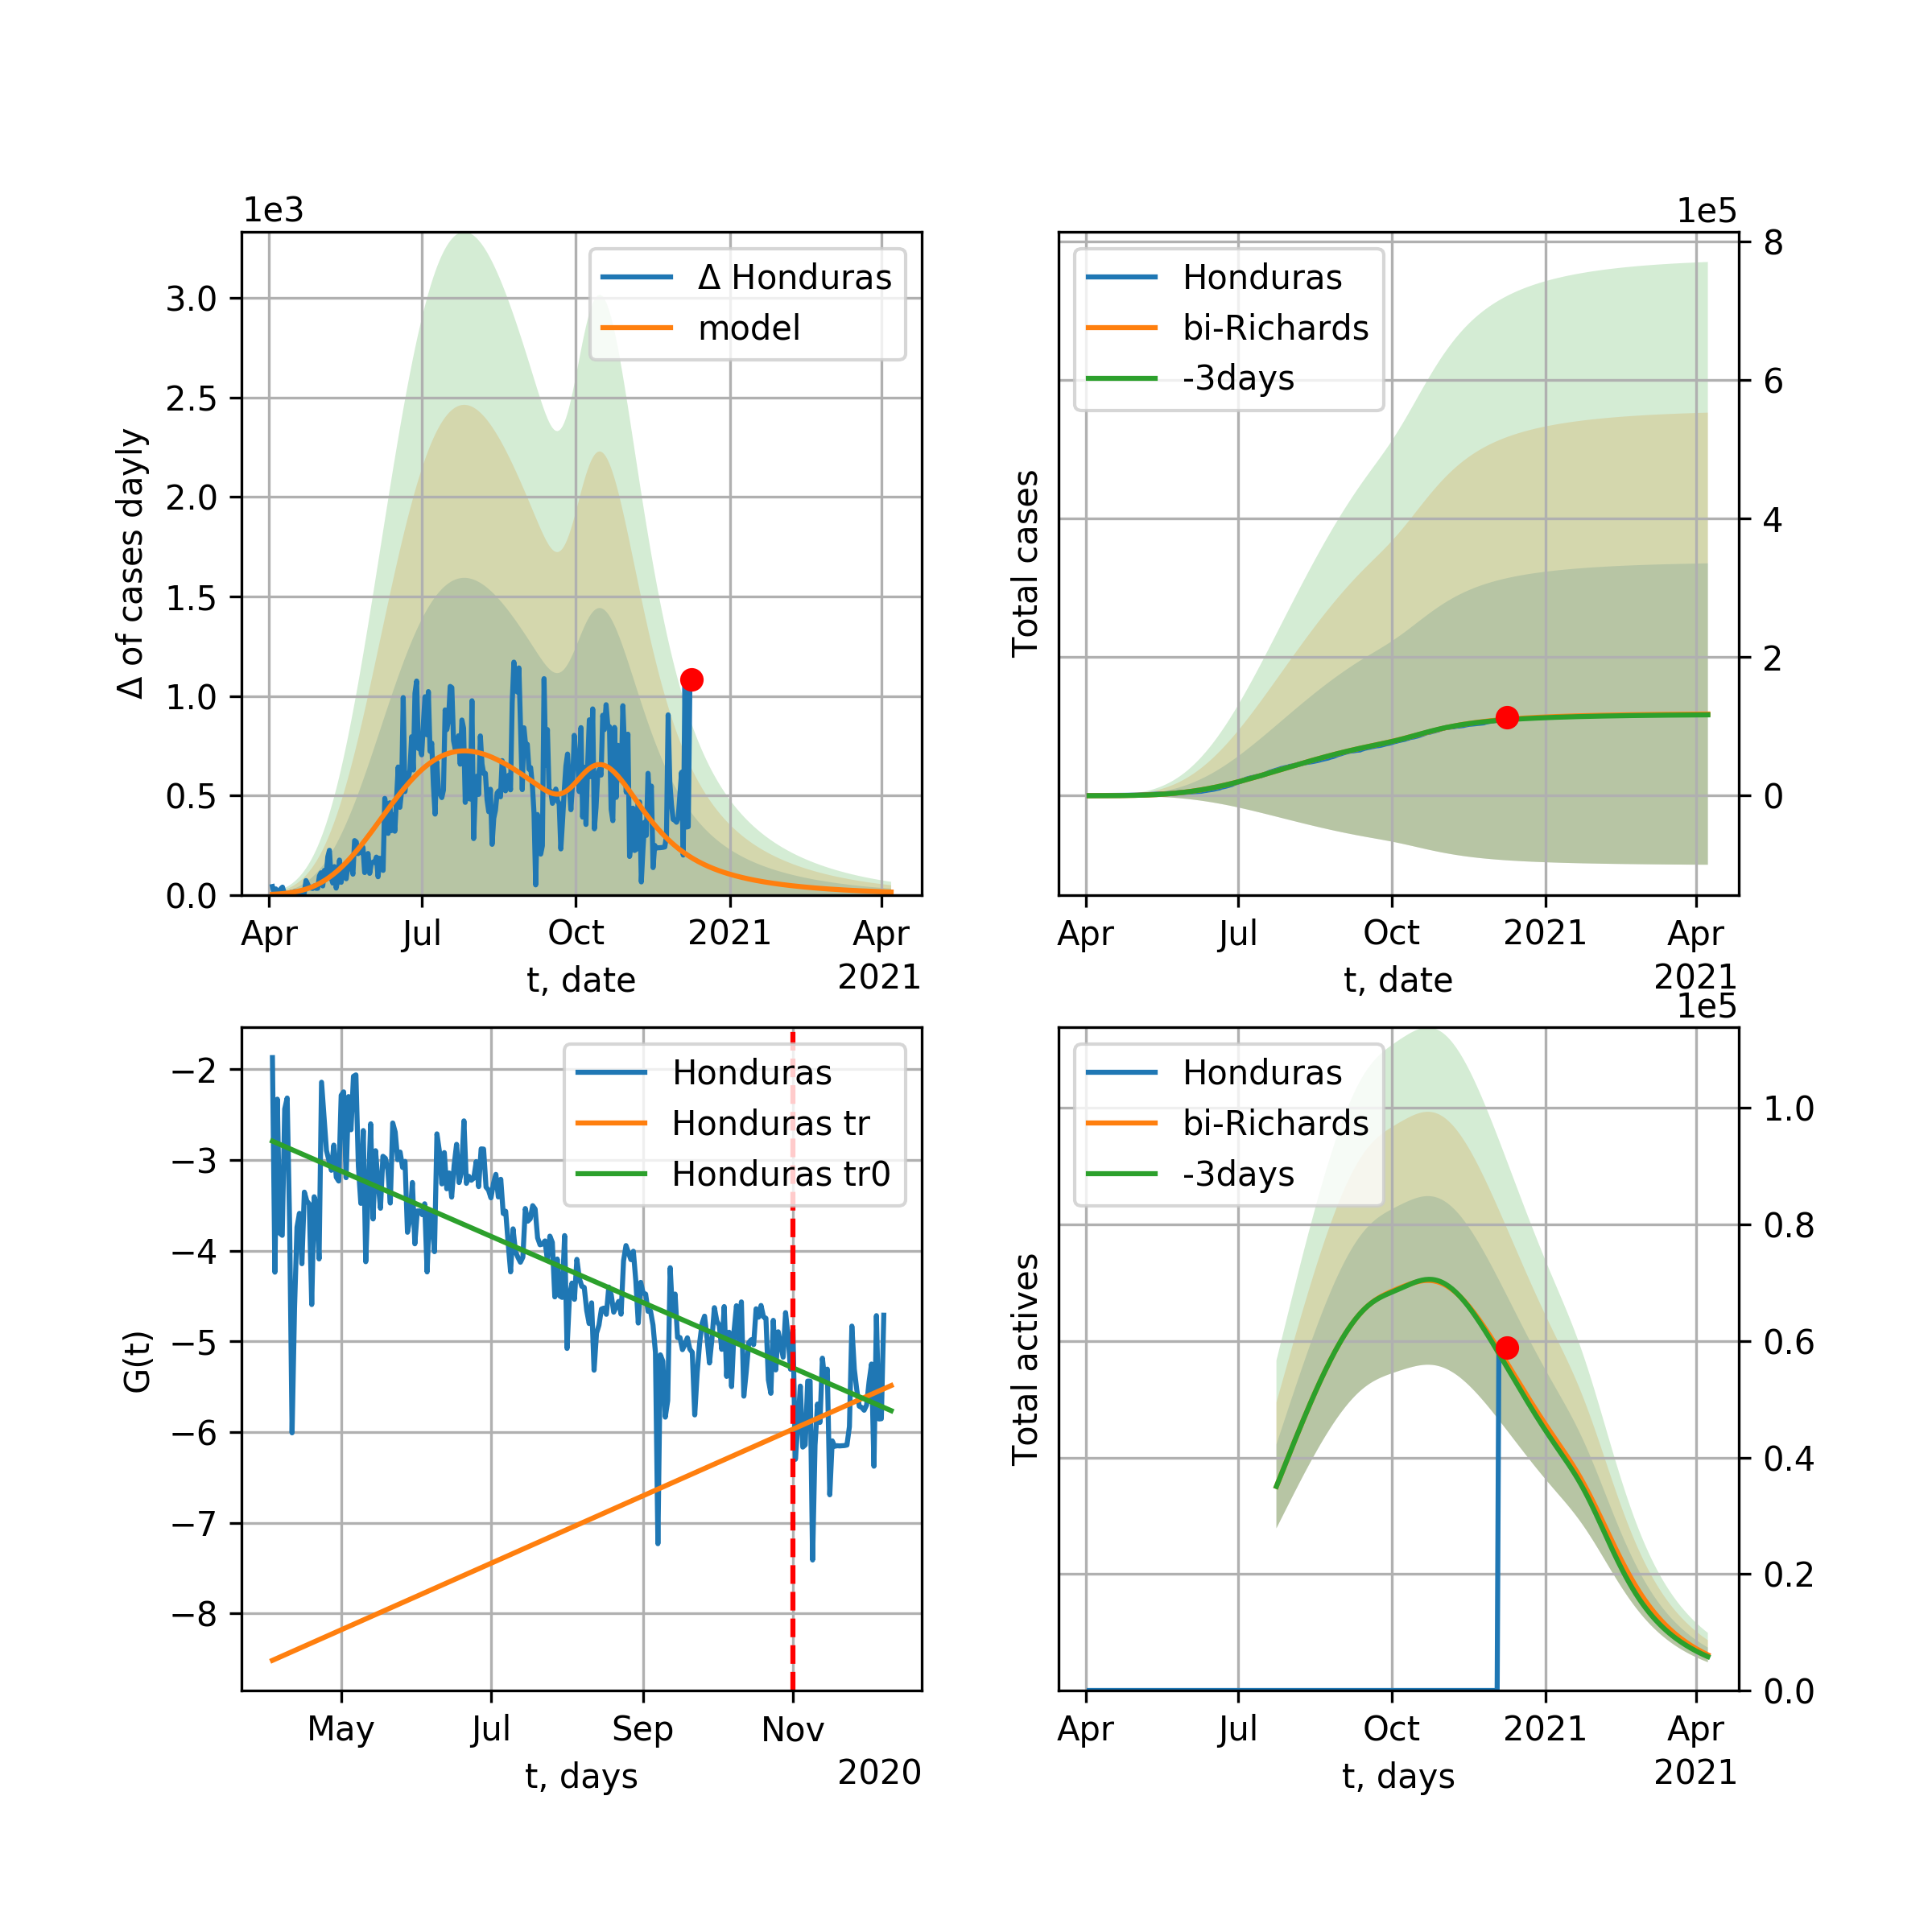 1e3
Δ of cases dayly
3.0
2.5
2.0
1.5
1.0
0.5
0.0
Δ Honduras
model
Apr
Jul
Oct
2021
Apr
t, date
2021
1e5
Total cases
Honduras
bi-Richards
-3days
8
6
4
2
0
Apr
Jul
Oct
2021
Apr
t, date
2021
G(t)
−2
−3
−4
−5
−6
−7
−8
Honduras
Honduras tr
Honduras tr0
May
Jul
Sep
Nov
t, days
2020
1e5
Total actives
Honduras
bi-Richards
-3days
1.0
0.8
0.6
0.4
0.2
0.0
Apr
Jul
Oct
2021
Apr
t, days
2021